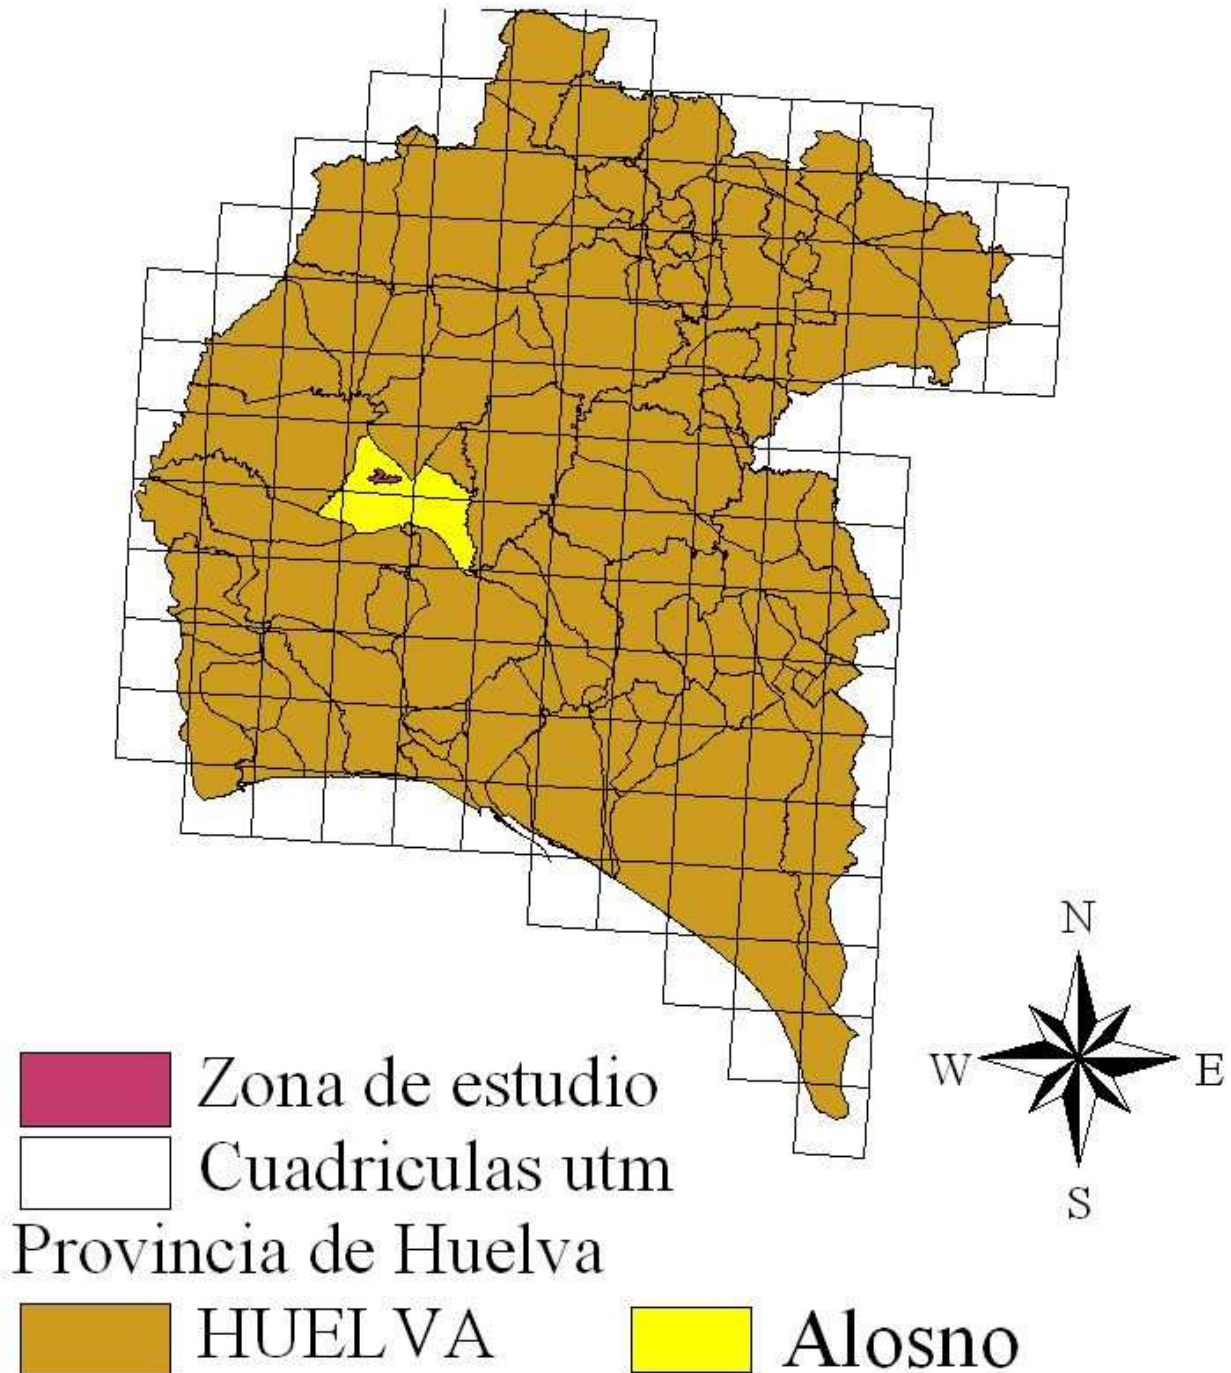 N
W E
S
Zona de estudio
Cuadriculas utm
Provincia de Huelva
HUELVA Alosno